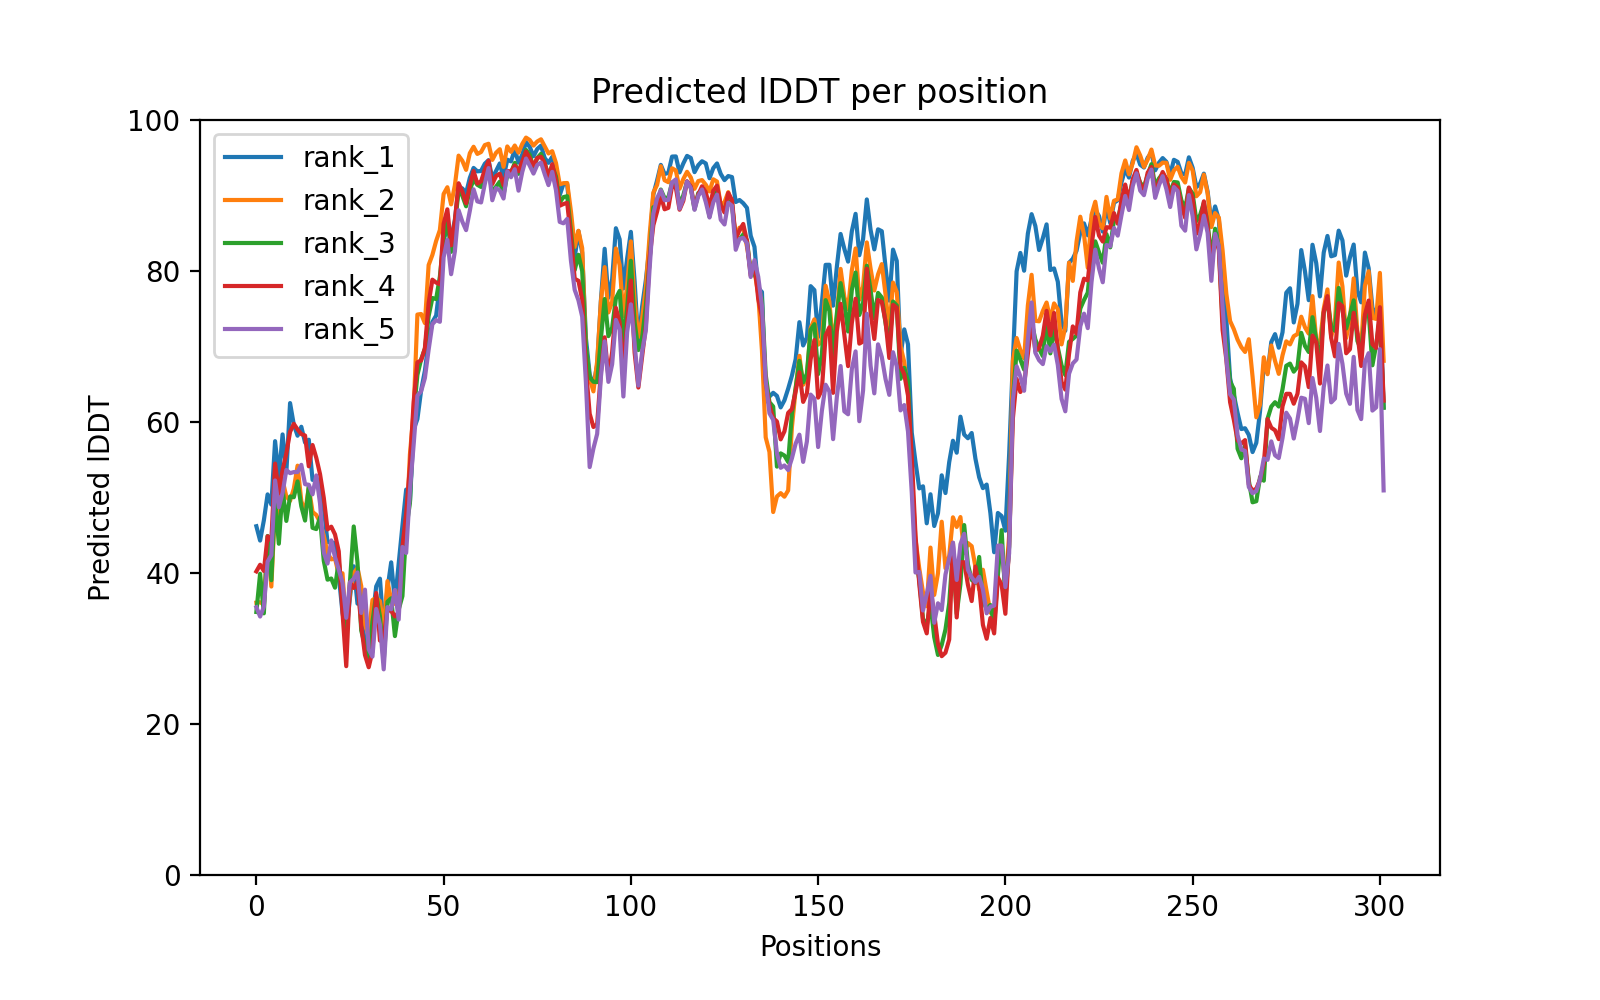 Predicted lDDT per position
100
80
60
40
20
0
Predicted lDDT
rank_1
rank_2
rank_3
rank_4
rank_5
0 50 100 150 200 250 300
Positions